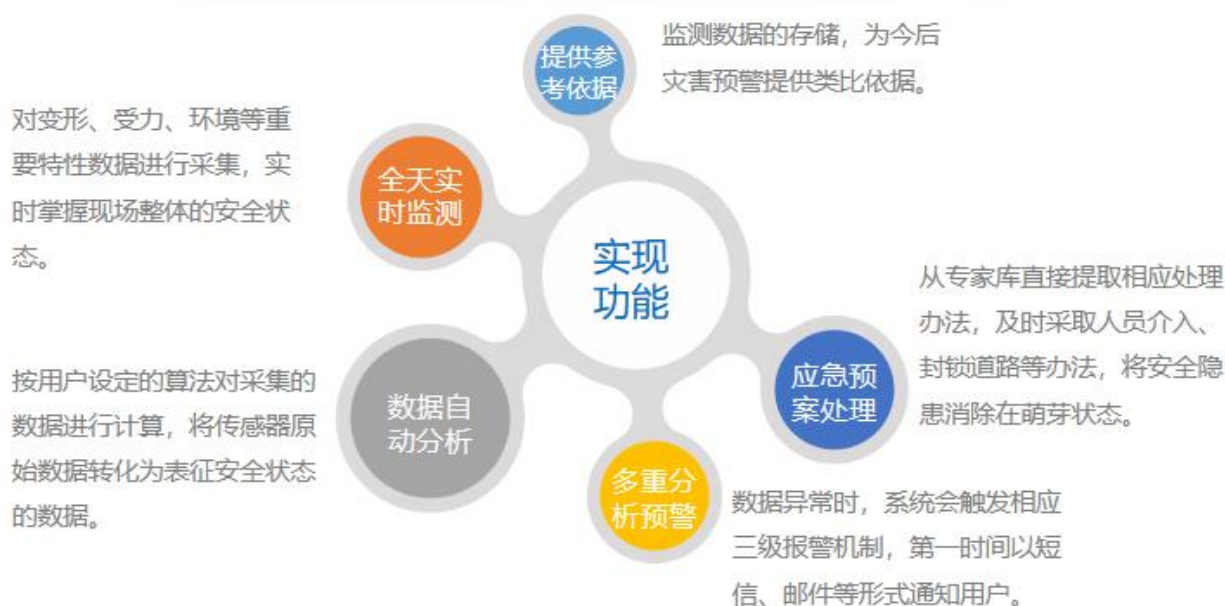 提供参
考依据
监测数据的存储，为今后
灾害预警提供类比依据。
全天实
时监测
对变形、受力、环境等重
要特性数据进行采集，实
时掌握现场整体的安全状
态。
实现
功能
应急预
案处理
从专家库直接提取相应处理
办法，及时采取人员介入、
封锁道路等办法，将安全隐
患消除在萌芽状态。
数据自
动分析
按用户设定的算法对采集的
数据进行计算，将传感器原
始数据转化为表征安全状态
的数据。
多重分
析预警
数据异常时，系统会触发相应
三级报警机制，第一时间以短
信、邮件等形式通知用户。